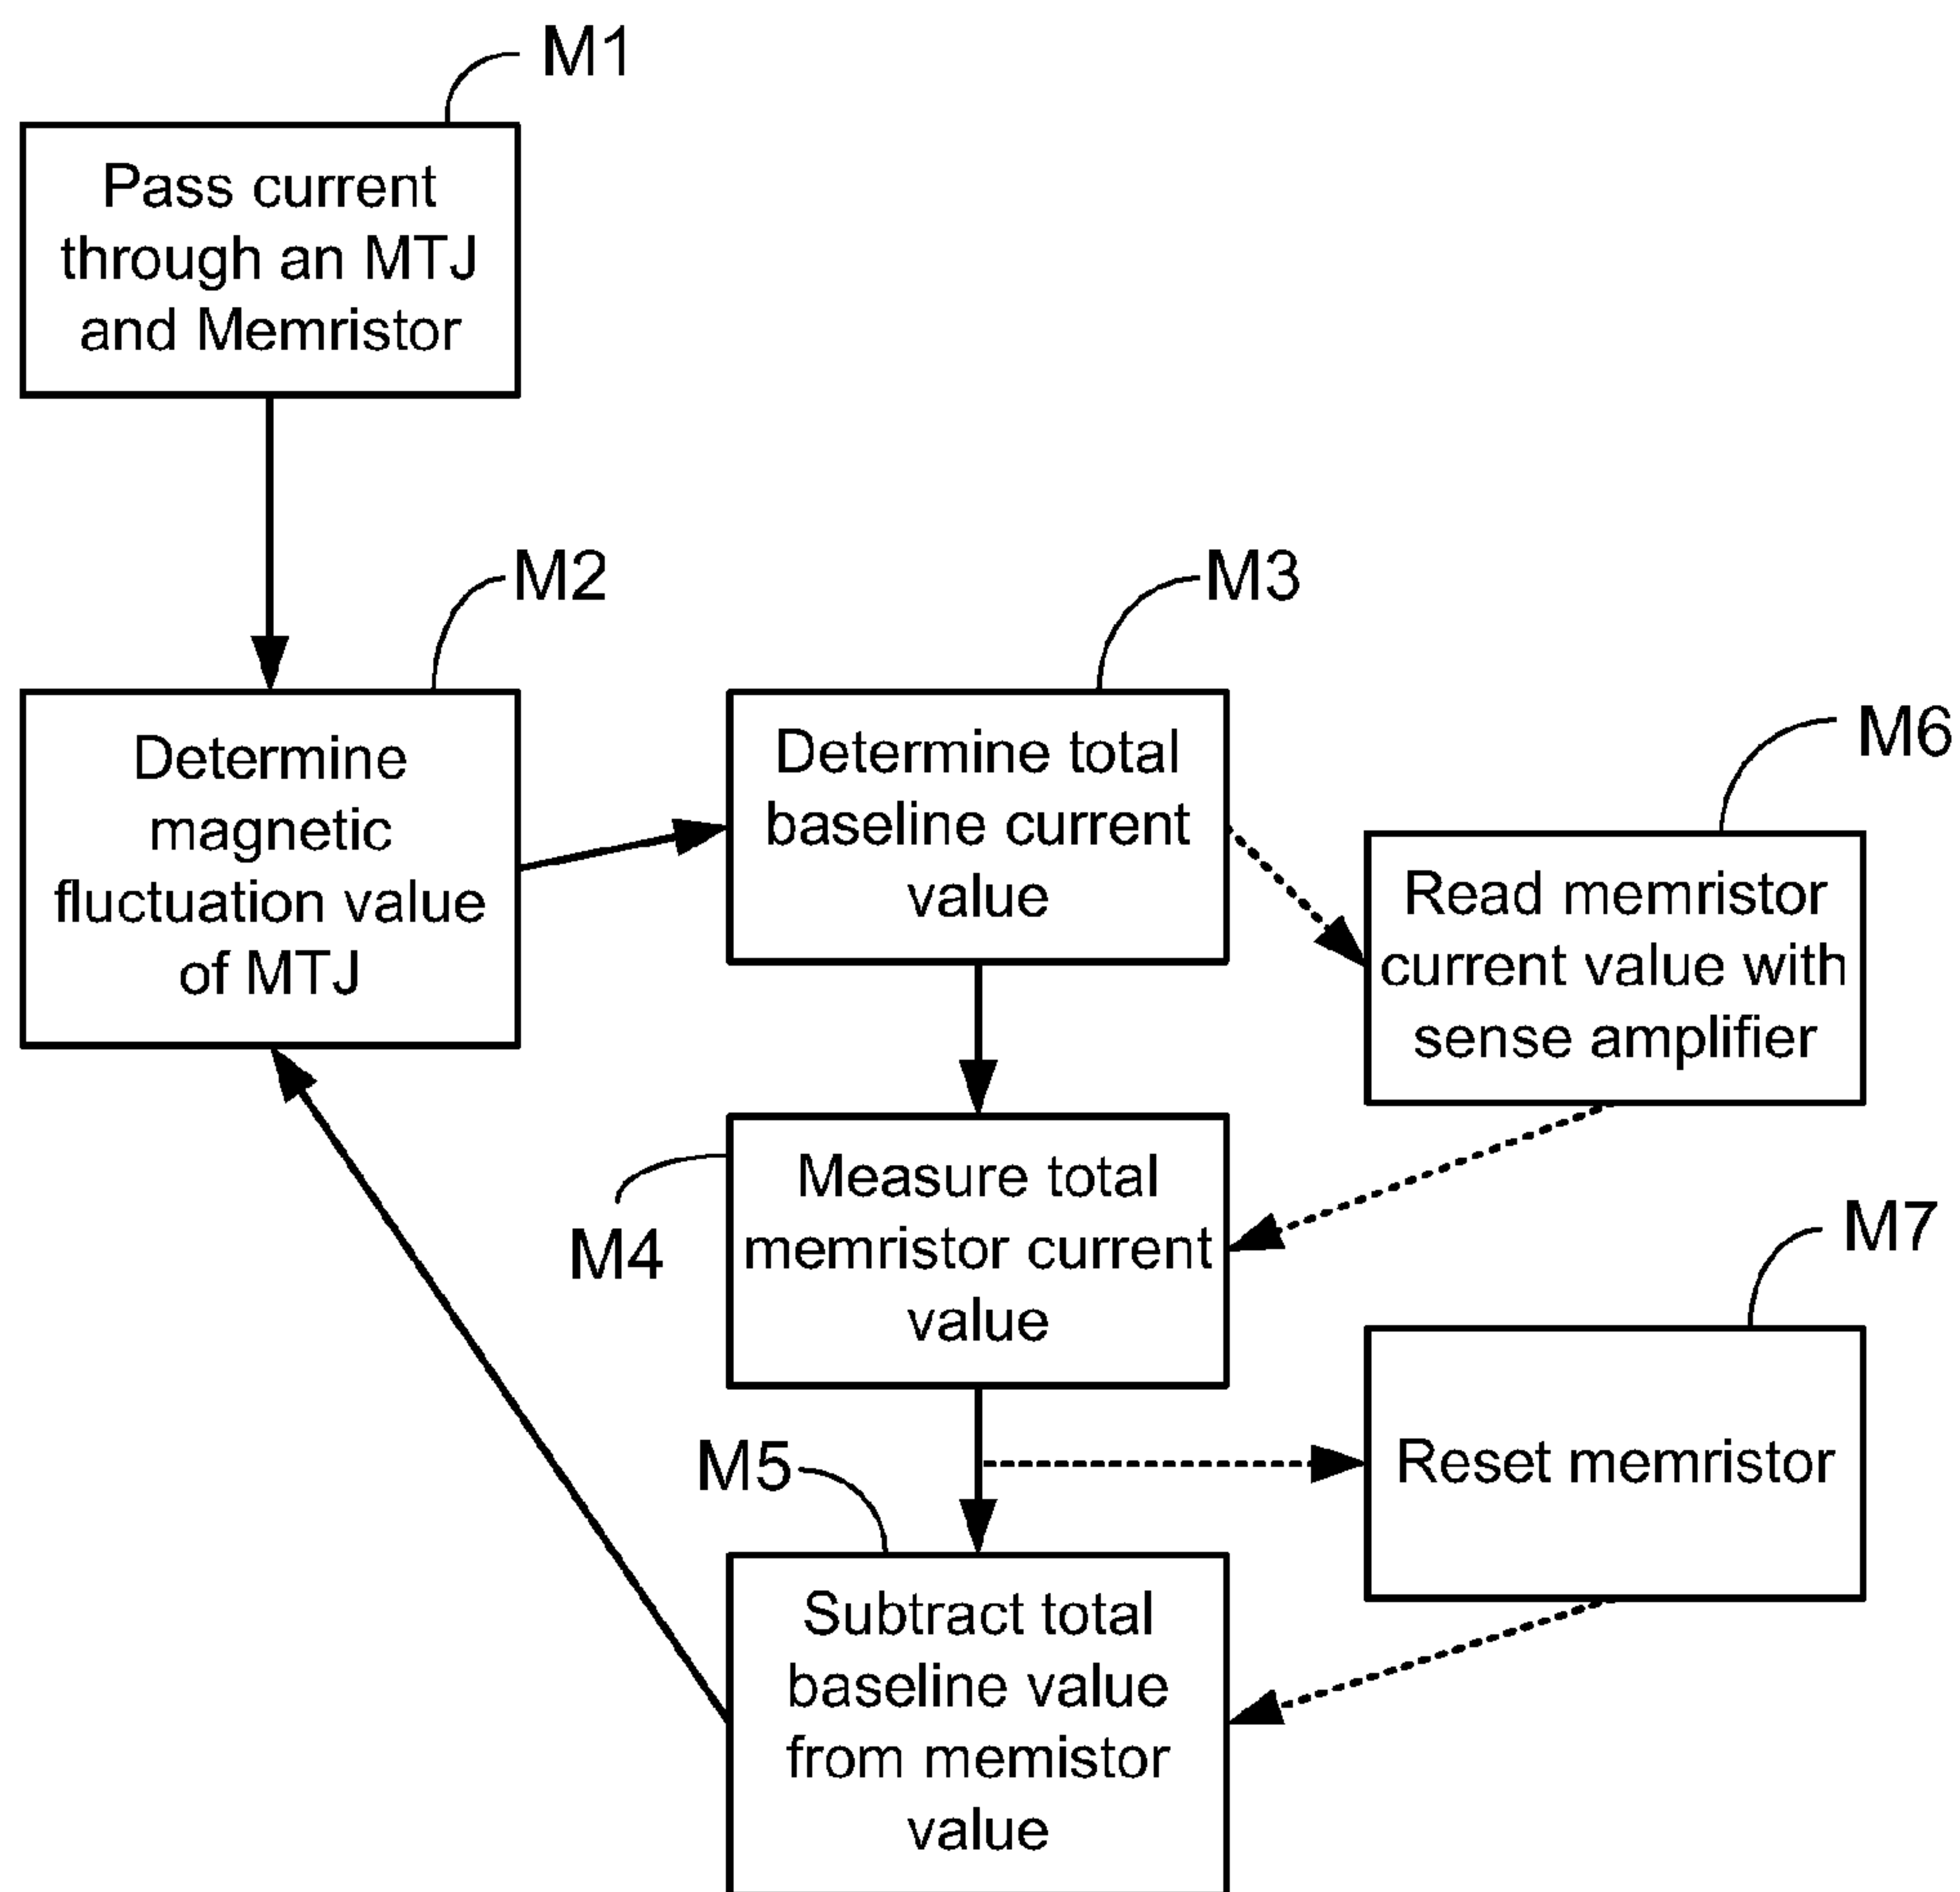 M1
Pass current
through an MTJ
and Memristor
M2
Determine
magnetic
fluctuation value
of MTJ
M3
Determine total
baseline current
value
M6
Read memristor
current value with
sense amplifier
M4
Measure total
memristor current
value
M7
Reset memristor
M5
Subtract total
baseline value
from memistor
value